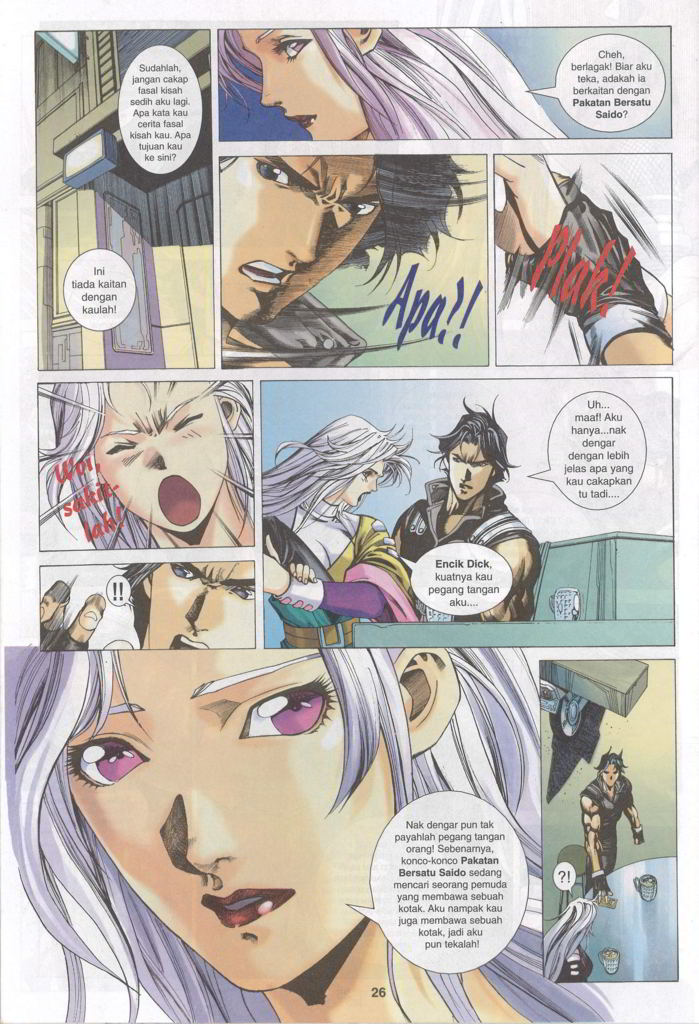 Sudahlah,
jangan cakap
fasal kisah
sedih aku lagi.
Apa kata kau
cerita fasal
kisah kau. Apa
tujuan kau
ke sini?
Ini
tiada kaitan
dengan
kaulah!
Cheh,
berlagak! Biar aku
teka, adakah ia
berkaitan dengan
Pakatan Bersatu
Saido?
Apa!!
Plak!
Woi,
sakit-
lah!
!!
Uh...
maaf! Aku
hanya...nak
dengar
dengan lebih
jelas apa yang
kau cakapkan
tu tadi....
Encik Dick,
kuatnya kau
pegang tangan
aku....
Nak dengar pun tak
payahlah pegang tangan
orang! Sebenarnya,
konco-konco Pakatan
Bersatu Saido sedang
mencari seorang pemuda
yang membawa sebuah
kotak. Aku nampak kau
juga membawa sebuah
kotak, jadi aku
pun tekalah!
?!
26